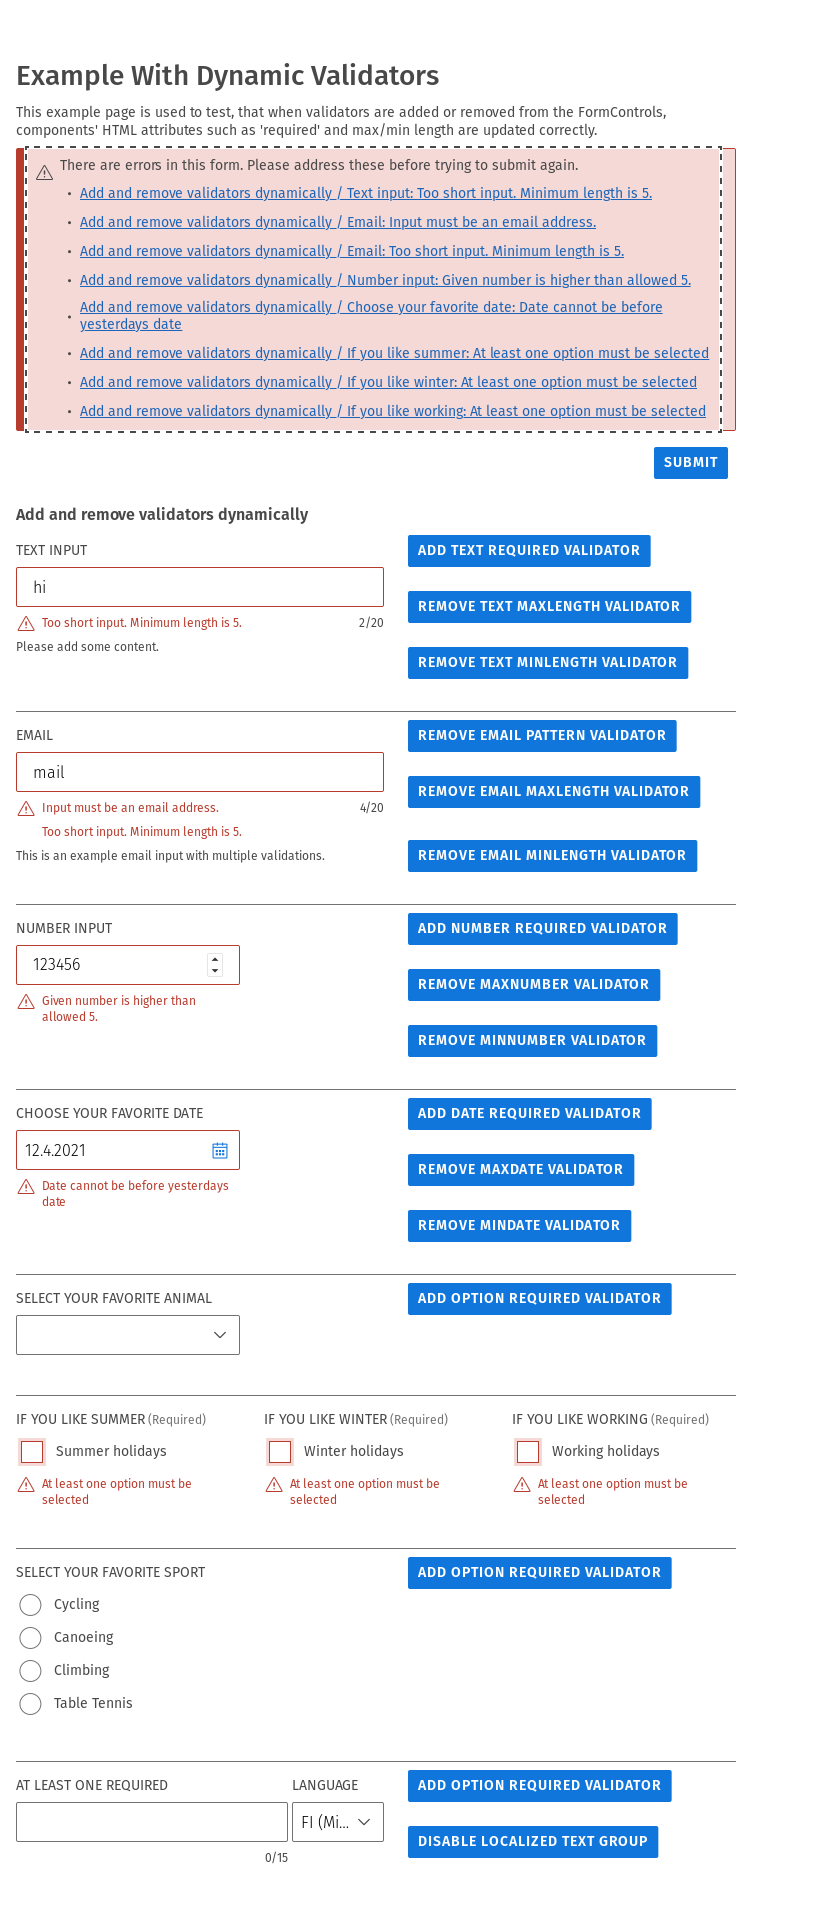 Example With Dynamic Validators
This example page is used to test, that when validators are added or removed from the FormControls,
components' HTML attributes such as 'required' and max/min length are updated correctly.
There are errors in this form. Please address these before trying to submit again.
• Add and remove validators dynamically / Text input: Too short input. Minimum length is 5.
• Add and remove validators dynamically / Email: Input must be an email address.
• Add and remove validators dynamically / Email: Too short input. Minimum length is 5.
• Add and remove validators dynamically / Number input: Given number is higher than allowed 5.
• Add and remove validators dynamically / Choose your favorite date: Date cannot be before
yesterdays date
• Add and remove validators dynamically / If you like summer: At least one option must be selected
• Add and remove validators dynamically / If you like winter: At least one option must be selected
• Add and remove validators dynamically / If you like working: At least one option must be selected
SUBMIT
Add and remove validators dynamically
TEXT INPUT
hi
Too short input. Minimum length is 5. 2/20
Please add some content.
ADD TEXT REQUIRED VALIDATOR
REMOVE TEXT MAXLENGTH VALIDATOR
REMOVE TEXT MINLENGTH VALIDATOR
EMAIL
mail
Input must be an email address. 4/20
Too short input. Minimum length is 5.
This is an example email input with multiple validations.
REMOVE EMAIL PATTERN VALIDATOR
REMOVE EMAIL MAXLENGTH VALIDATOR
REMOVE EMAIL MINLENGTH VALIDATOR
NUMBER INPUT
123456
Given number is higher than
allowed 5.
ADD NUMBER REQUIRED VALIDATOR
REMOVE MAXNUMBER VALIDATOR
REMOVE MINNUMBER VALIDATOR
CHOOSE YOUR FAVORITE DATE
12.4.2021
Date cannot be before yesterdays
date
ADD DATE REQUIRED VALIDATOR
REMOVE MAXDATE VALIDATOR
REMOVE MINDATE VALIDATOR
SELECT YOUR FAVORITE ANIMAL
ADD OPTION REQUIRED VALIDATOR
IF YOU LIKE SUMMER (Required)
Summer holidays
At least one option must be
selected
IF YOU LIKE WINTER (Required)
Winter holidays
At least one option must be
selected
IF YOU LIKE WORKING (Required)
Working holidays
At least one option must be
selected
SELECT YOUR FAVORITE SPORT
Cycling
Canoeing
Climbing
Table Tennis
ADD OPTION REQUIRED VALIDATOR
AT LEAST ONE REQUIRED
0/15
LANGUAGE
FI (Mi...
ADD OPTION REQUIRED VALIDATOR
DISABLE LOCALIZED TEXT GROUP